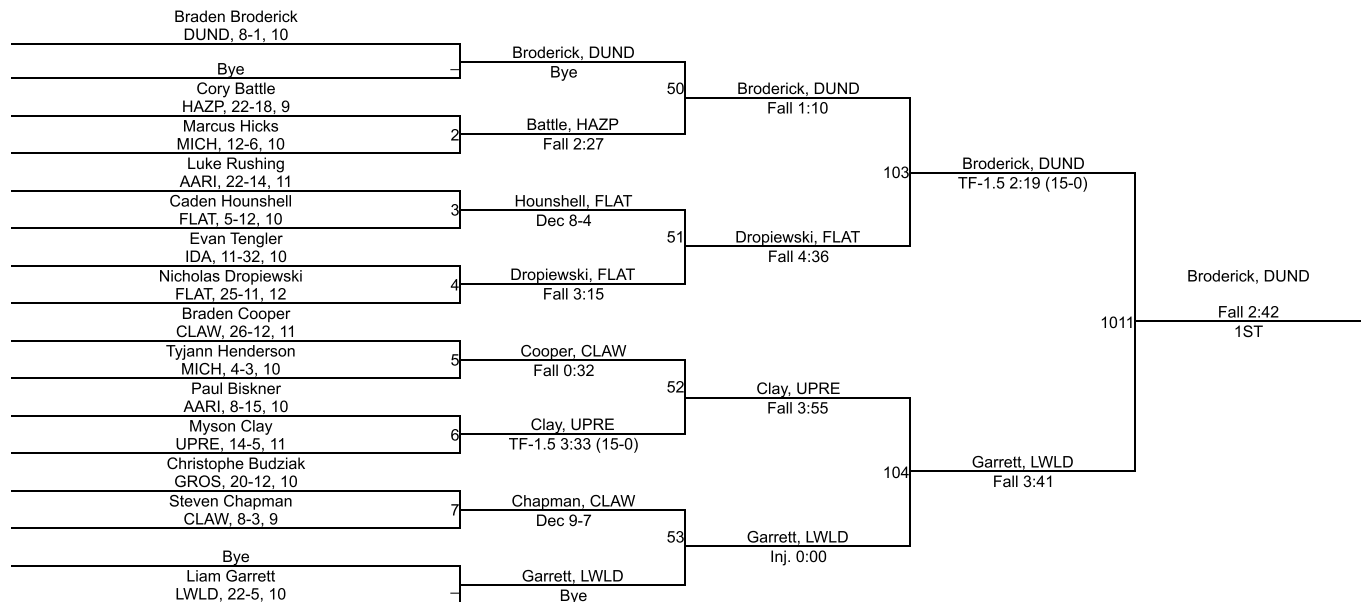 Braden Broderick
DUND, 8-1, 10
Bye
Cory Battle
HAZP, 22-18, 9
Marcus Hicks
MICH, 12-6, 10
Luke Rushing
AARI, 22-14, 11
Caden Hounshell
FLAT, 5-12, 10
Evan Tengler
IDA, 11-32, 10
Nicholas Dropiewski
FLAT, 25-11, 12
Braden Cooper
CLAW, 26-12, 11
Tyjann Henderson
MICH, 4-3, 10
Paul Biskner
AARI, 8-15, 10
Myson Clay
UPRE, 14-5, 11
Christophe Budziak
GROS, 20-12, 10
Steven Chapman
CLAW, 8-3, 9
Bye
Liam Garrett
LWLD, 22-5, 10
–
2
3
4
5
6
7
–
Broderick, DUND
Bye
Battle, HAZP
Fall 2:27
Hounshell, FLAT
Dec 8-4
Dropiewski, FLAT
Fall 3:15
Cooper, CLAW
Fall 0:32
Clay, UPRE
TF-1.5 3:33 (15-0)
Chapman, CLAW
Dec 9-7
Garrett, LWLD
Bye
50
51
52
53
Broderick, DUND
Fall 1:10
Dropiewski, FLAT
Fall 4:36
Clay, UPRE
Fall 3:55
Garrett, LWLD
Inj. 0:00
103
104
Broderick, DUND
TF-1.5 2:19 (15-0)
Garrett, LWLD
Fall 3:41
1011
Broderick, DUND
Fall 2:42
1ST